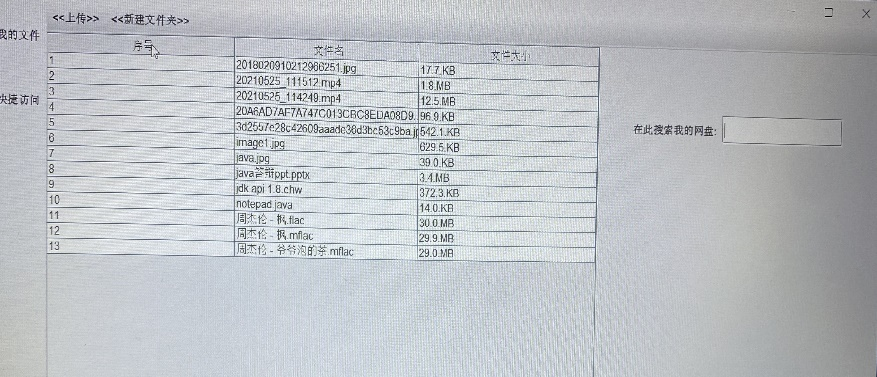 <<上传>> <<新建文件夹>>
我的文件
序号 文件名 文件大小
1 2018020910212966251.jpg 17.7.KB
2 20210525_111512.mp4 1.8.MB
3 20210525_114249.mp4 12.5.MB
快捷访问
4 20A6AD7AF7A747C013CBC8EDA08D9. 96.9.KB
5 3d2557e28c42609aaade36d3bc53c9ba.j 542.1.KB
6 image1.jpg 629.5.KB
7 java.jpg 39.0.KB
8 java答辩ppt.pptx 3.4.MB
9 jdk api 1.8.chw 372.3.KB
10 notepad.java 14.0.KB
11 周杰伦 - 枫.flac 30.0.MB
12 周杰伦 - 枫.mflac 29.9.MB
13 周杰伦 - 爷爷泡的茶.mflac 29.0.MB
在此搜索我的网盘: